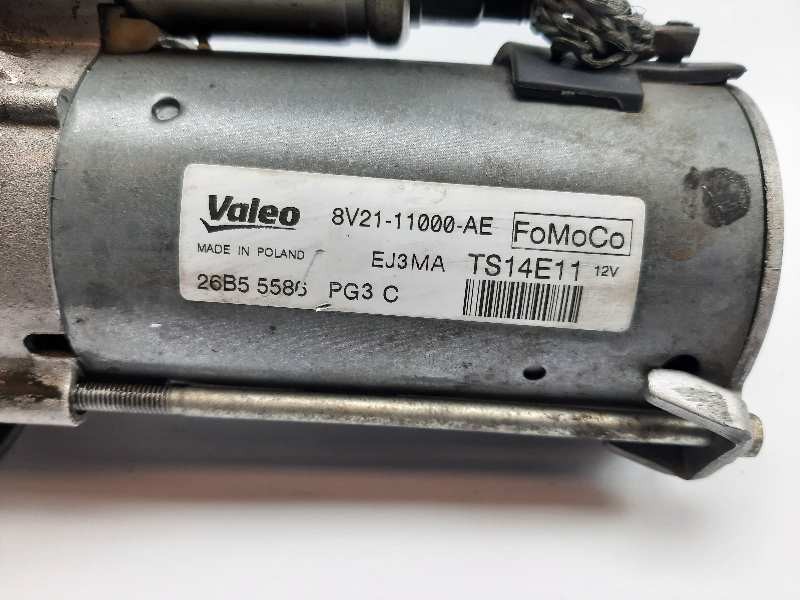 Valeo 8V21-11000-AE FoMoCo
MADE IN POLAND EJ3MA TS14E11 12V
26B5 5586 PG3 C